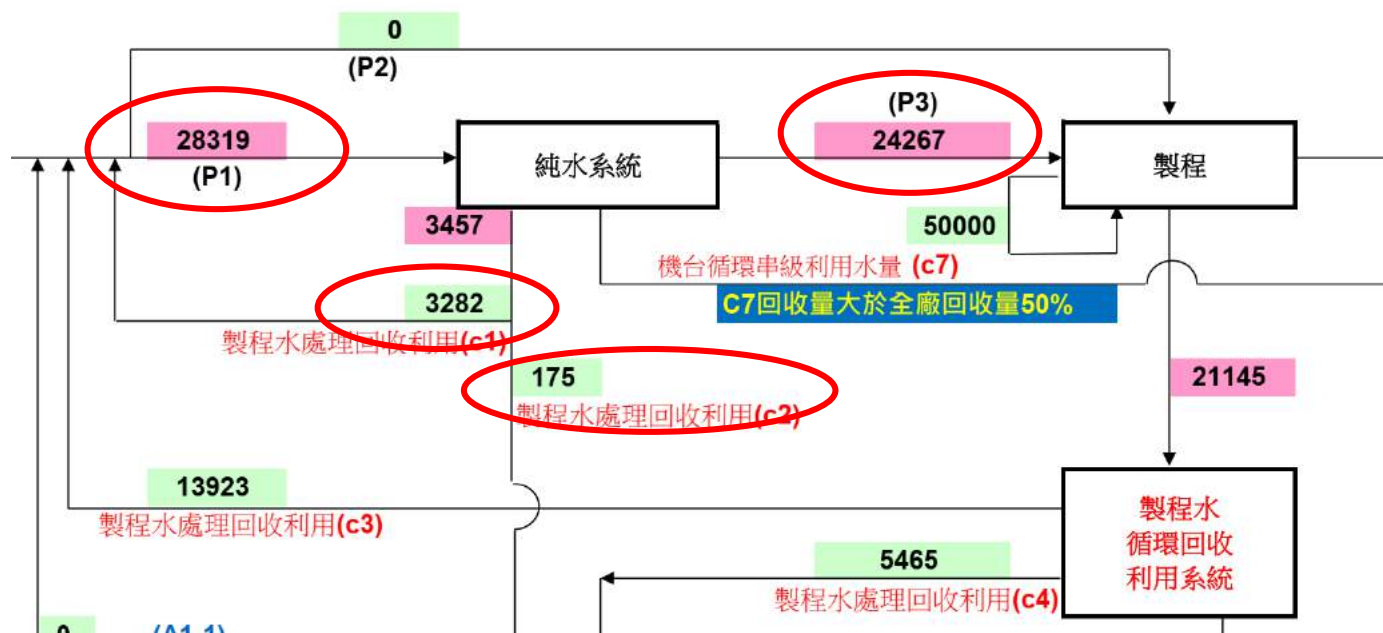 0
(P2)
28319
(P1)
純水系統
(P3)
24267
製程
3457
50000
機台循環串級利用水量 (c7)
C7回收量大於全廠回收量50%
3282
製程水處理回收利用(c1)
175
製程水處理回收利用(c2)
21145
13923
製程水處理回收利用(c3)
製程水
循環回收
利用系統
5465
製程水處理回收利用(c4)
0 (A1-1)